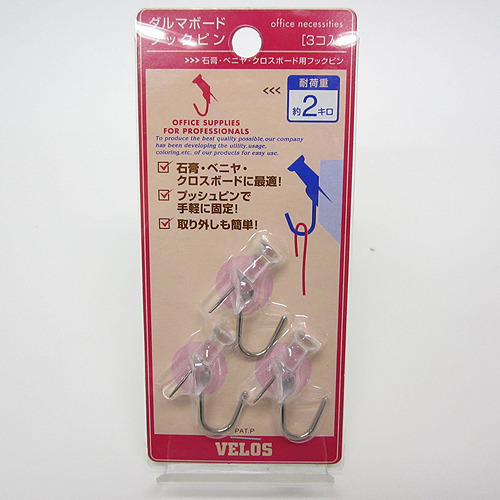 ダルマボード
フックピン
office necessities
[3コ入]
>>> 石膏・ベニヤ・クロスボード用フックピン
<<<
耐荷重
約2キロ
OFFICE SUPPLIES
FOR PROFESSIONALS
To produce the best quality possible, our company
has been developing the utility, usage,
coloring, etc. of our products for easy use.
石膏・ベニヤ・
クロスボードに最適!
プッシュピンで
手軽に固定!
取り外しも簡単!
PAT.P
VELOS